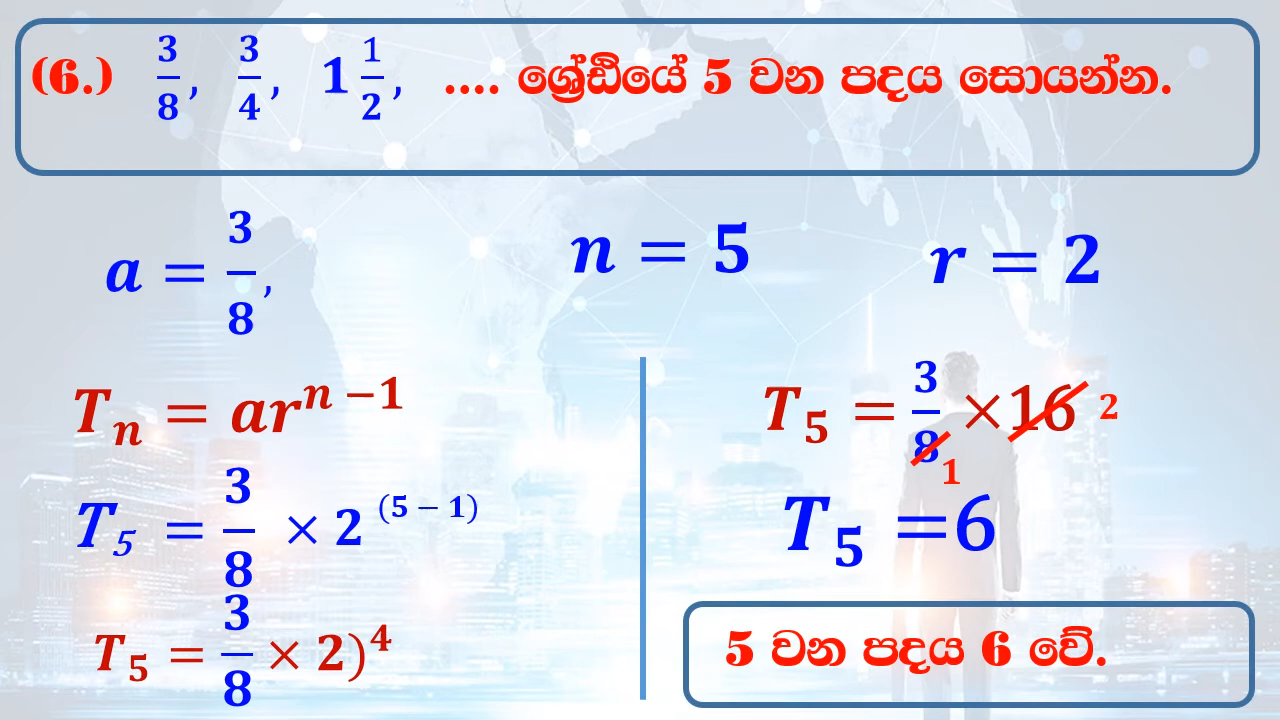 (6.) 3/8, 3/4, 1 1/2, .... ශ්‍රේඪියේ 5 වන පදය සොයන්න.
a = 3/8,
n = 5
r = 2
Tₙ = arⁿ ⁻¹
T₅ = 3/8 × 2 ⁽⁵ ⁻ ¹⁾
T₅ = 3/8 × 2)⁴
T₅ = 3/8 × 16 2
1
T₅ =6
5 වන පදය 6 වේ.